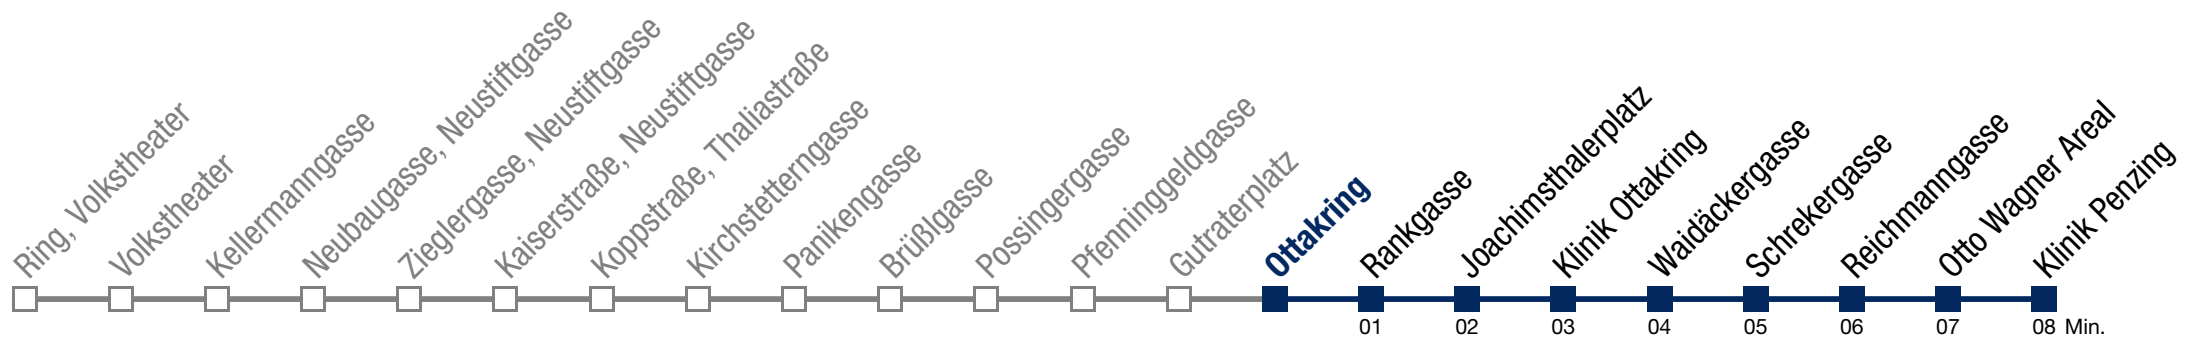 Ring, Volkstheater
Volkstheater
Kellermanngasse
Neubaugasse, Neustiftgasse
Zieglergasse, Neustiftgasse
Kaiserstraße, Neustiftgasse
Koppstraße, Thaliastraße
Kirchstetterngasse
Panikengasse
Brüßlgasse
Possingergasse
Pfenninggeldgasse
Gutraterplatz
Ottakring
Rankgasse
Joachimsthalerplatz
Klinik Ottakring
Waidäckergasse
Schrekergasse
Reichmanngasse
Otto Wagner Areal
Klinik Penzing
01 02 03 04 05 06 07 08 Min.